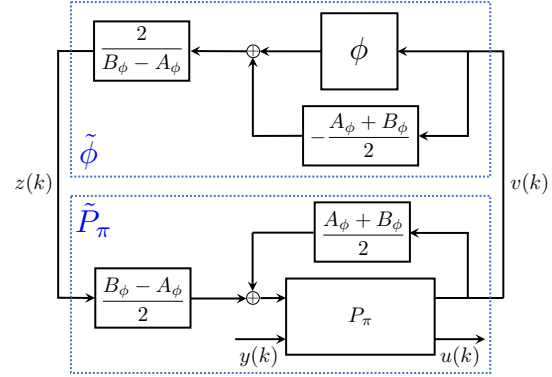 2 / (B_ϕ − A_ϕ)
ϕ
−(A_ϕ + B_ϕ) / 2
ϕ̃
z(k)
v(k)
P̃_π
(A_ϕ + B_ϕ) / 2
(B_ϕ − A_ϕ) / 2
P_π
y(k)
u(k)